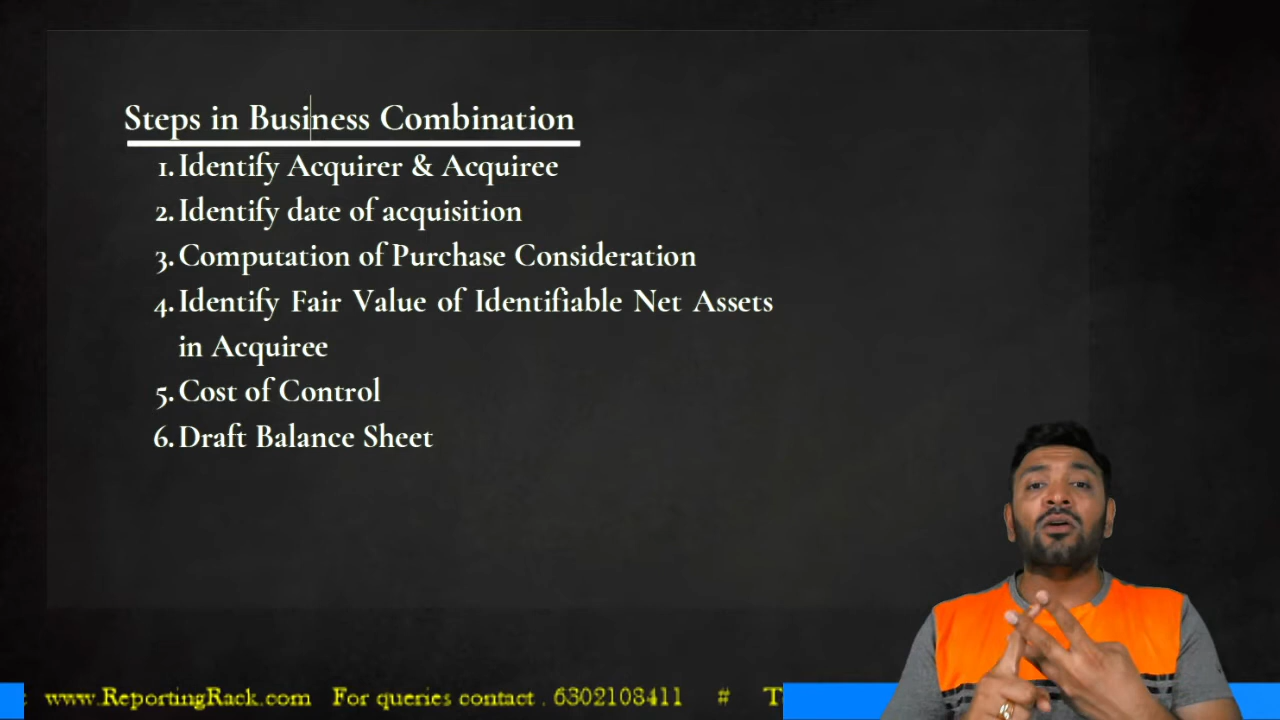 Steps in Business Combination
1. Identify Acquirer & Acquiree
2. Identify date of acquisition
3. Computation of Purchase Consideration
4. Identify Fair Value of Identifiable Net Assets
in Acquiree
5. Cost of Control
6. Draft Balance Sheet
www.ReportingRack.com For queries contact . 6302108411 # T